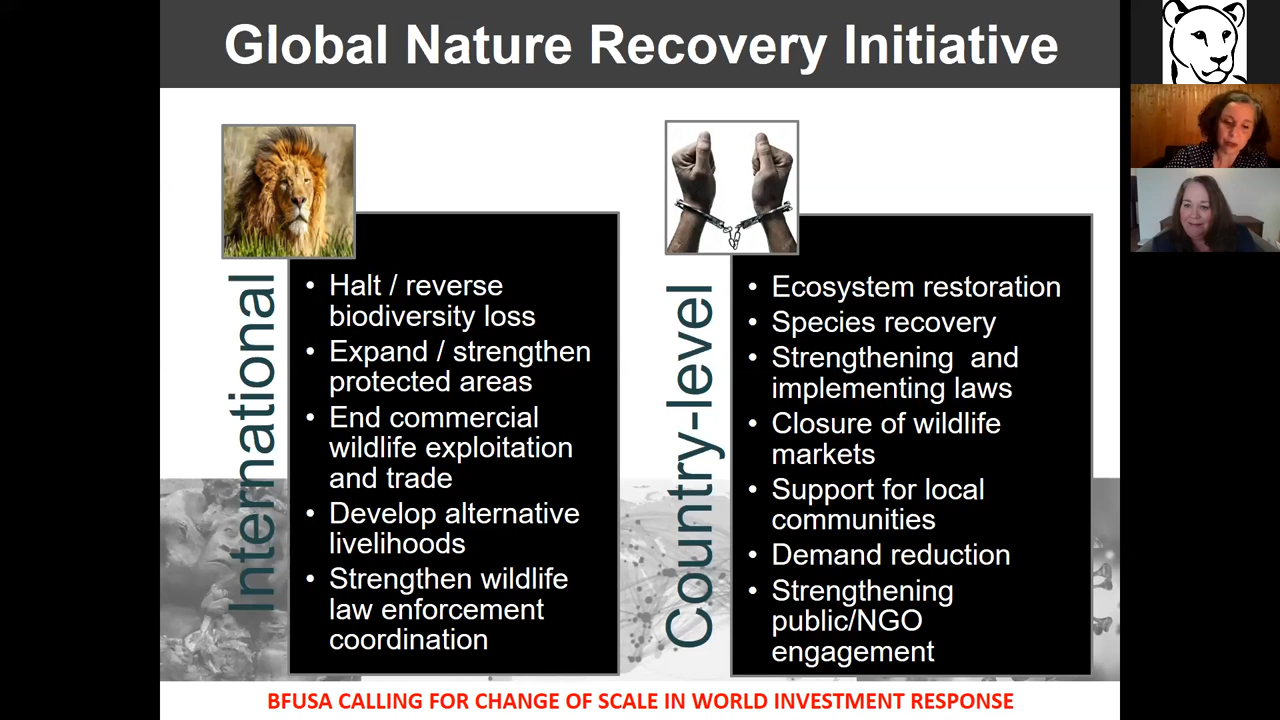 Global Nature Recovery Initiative
International
• Halt / reverse
biodiversity loss
• Expand / strengthen
protected areas
• End commercial
wildlife exploitation
and trade
• Develop alternative
livelihoods
• Strengthen wildlife
law enforcement
coordination
Country-level
• Ecosystem restoration
• Species recovery
• Strengthening and
implementing laws
• Closure of wildlife
markets
• Support for local
communities
• Demand reduction
• Strengthening
public/NGO
engagement
BFUSA CALLING FOR CHANGE OF SCALE IN WORLD INVESTMENT RESPONSE